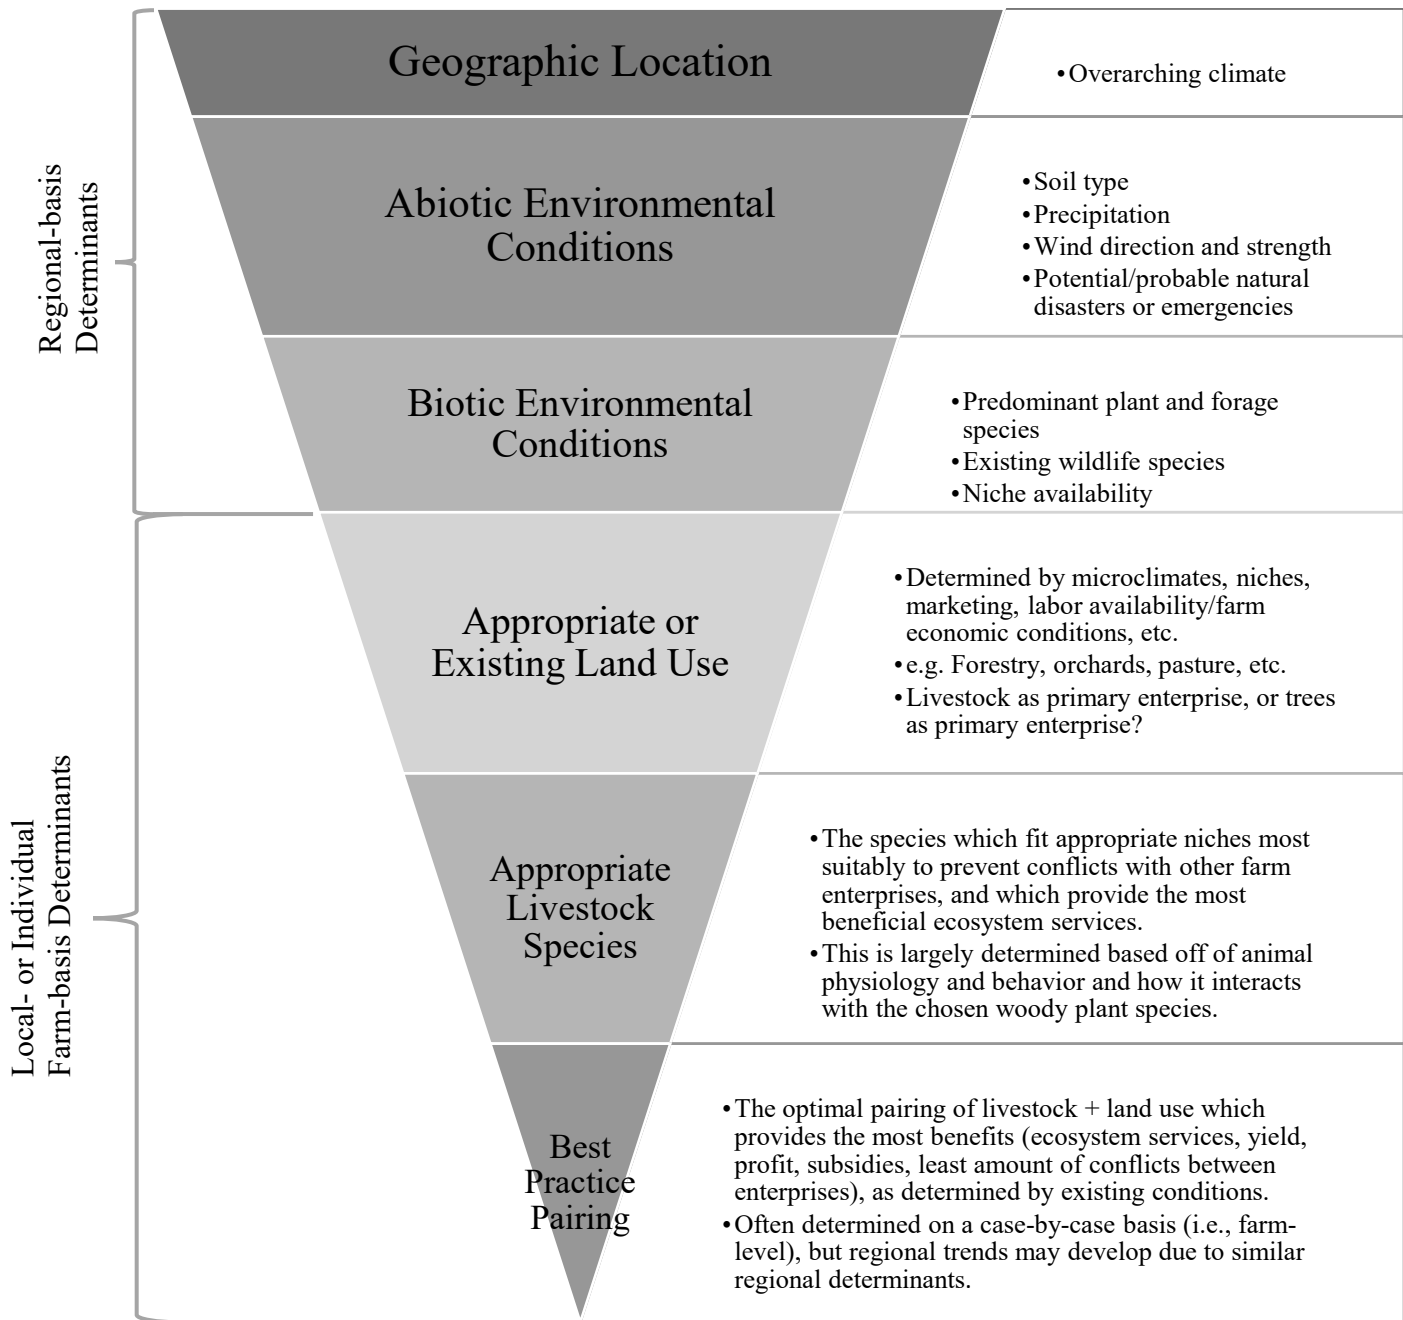 Regional-basis
Determinants
Geographic Location
•Overarching climate
Abiotic Environmental
Conditions
•Soil type
•Precipitation
•Wind direction and strength
•Potential/probable natural
disasters or emergencies
Biotic Environmental
Conditions
•Predominant plant and forage
species
•Existing wildlife species
•Niche availability
Local- or Individual
Farm-basis Determinants
Appropriate or
Existing Land Use
•Determined by microclimates, niches,
marketing, labor availability/farm
economic conditions, etc.
•e.g. Forestry, orchards, pasture, etc.
•Livestock as primary enterprise, or trees
as primary enterprise?
Appropriate
Livestock
Species
•The species which fit appropriate niches most
suitably to prevent conflicts with other farm
enterprises, and which provide the most
beneficial ecosystem services.
•This is largely determined based off of animal
physiology and behavior and how it interacts
with the chosen woody plant species.
Best
Practice
Pairing
•The optimal pairing of livestock + land use which
provides the most benefits (ecosystem services, yield,
profit, subsidies, least amount of conflicts between
enterprises), as determined by existing conditions.
•Often determined on a case-by-case basis (i.e., farm-
level), but regional trends may develop due to similar
regional determinants.